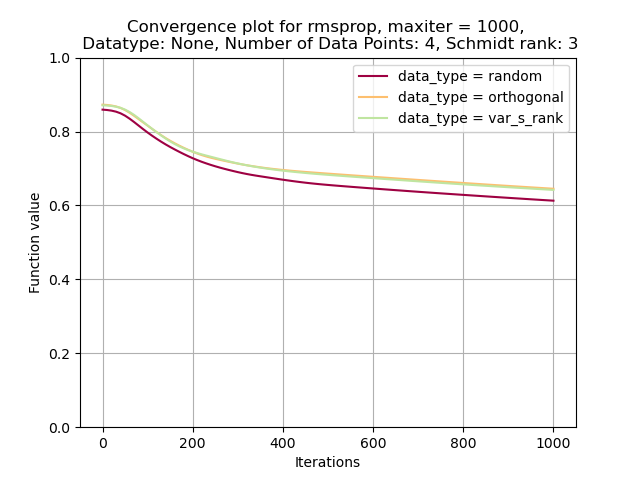 Convergence plot for rmsprop, maxiter = 1000,
Datatype: None, Number of Data Points: 4, Schmidt rank: 3
data_type = random
data_type = orthogonal
data_type = var_s_rank
Function value
1.0
0.8
0.6
0.4
0.2
0.0
0 200 400 600 800 1000
Iterations